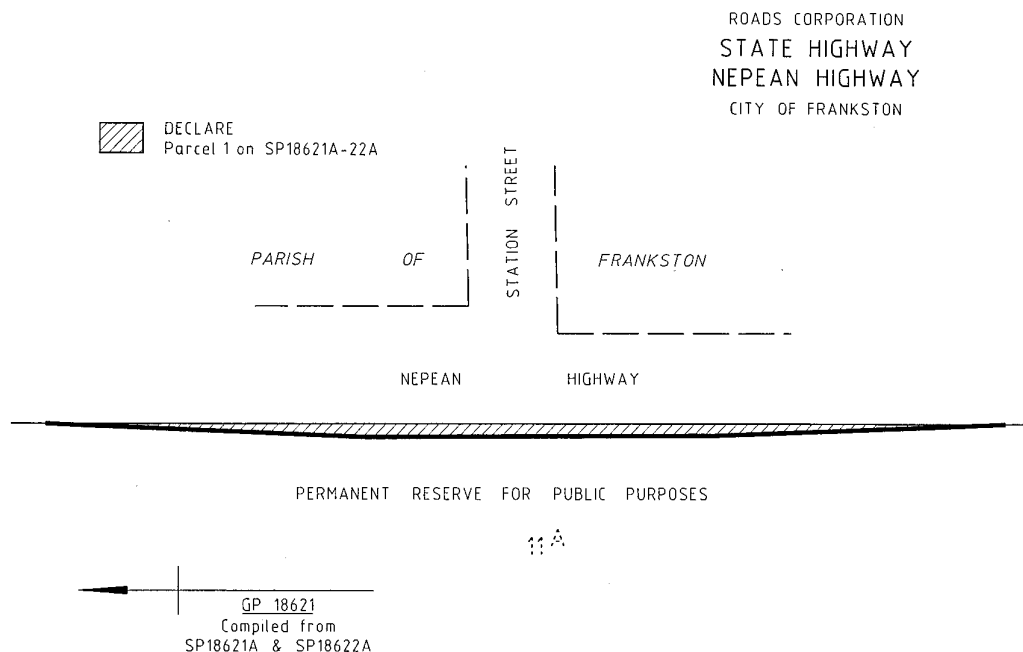 ROADS CORPORATION
STATE HIGHWAY
NEPEAN HIGHWAY
CITY OF FRANKSTON
DECLARE
Parcel 1 on SP18621A-22A
STATION STREET
PARISH OF FRANKSTON
NEPEAN HIGHWAY
PERMANENT RESERVE FOR PUBLIC PURPOSES
11A
GP 18621
Compiled from
SP18621A & SP18622A